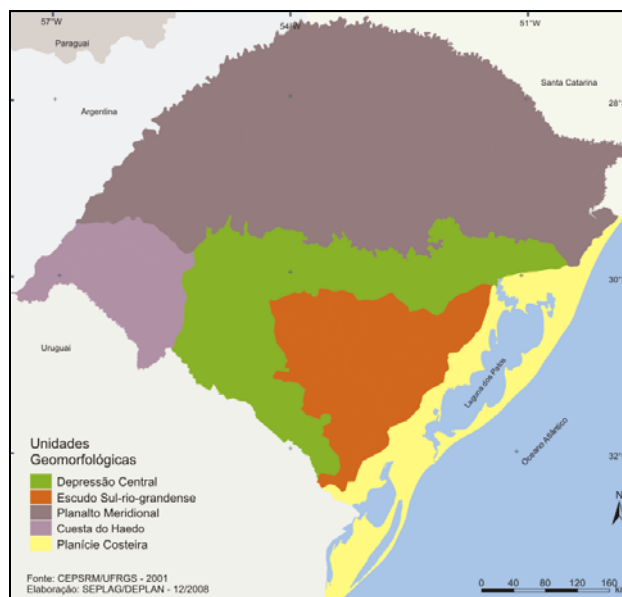 57°W
54°W
51°W
Paraguai
Santa Catarina
28°S
Argentina
30°S
Uruguai
Laguna dos Patos
Oceano Atlântico
32°S
Unidades
Geomorfológicas
Depressão Central
Escudo Sul-rio-grandense
Planalto Meridional
Cuesta do Haedo
Planície Costeira
N
Fonte: CEPSRM/UFRGS - 2001
Elaboração: SEPLAG/DEPLAN - 12/2008
0 40 80 120 160